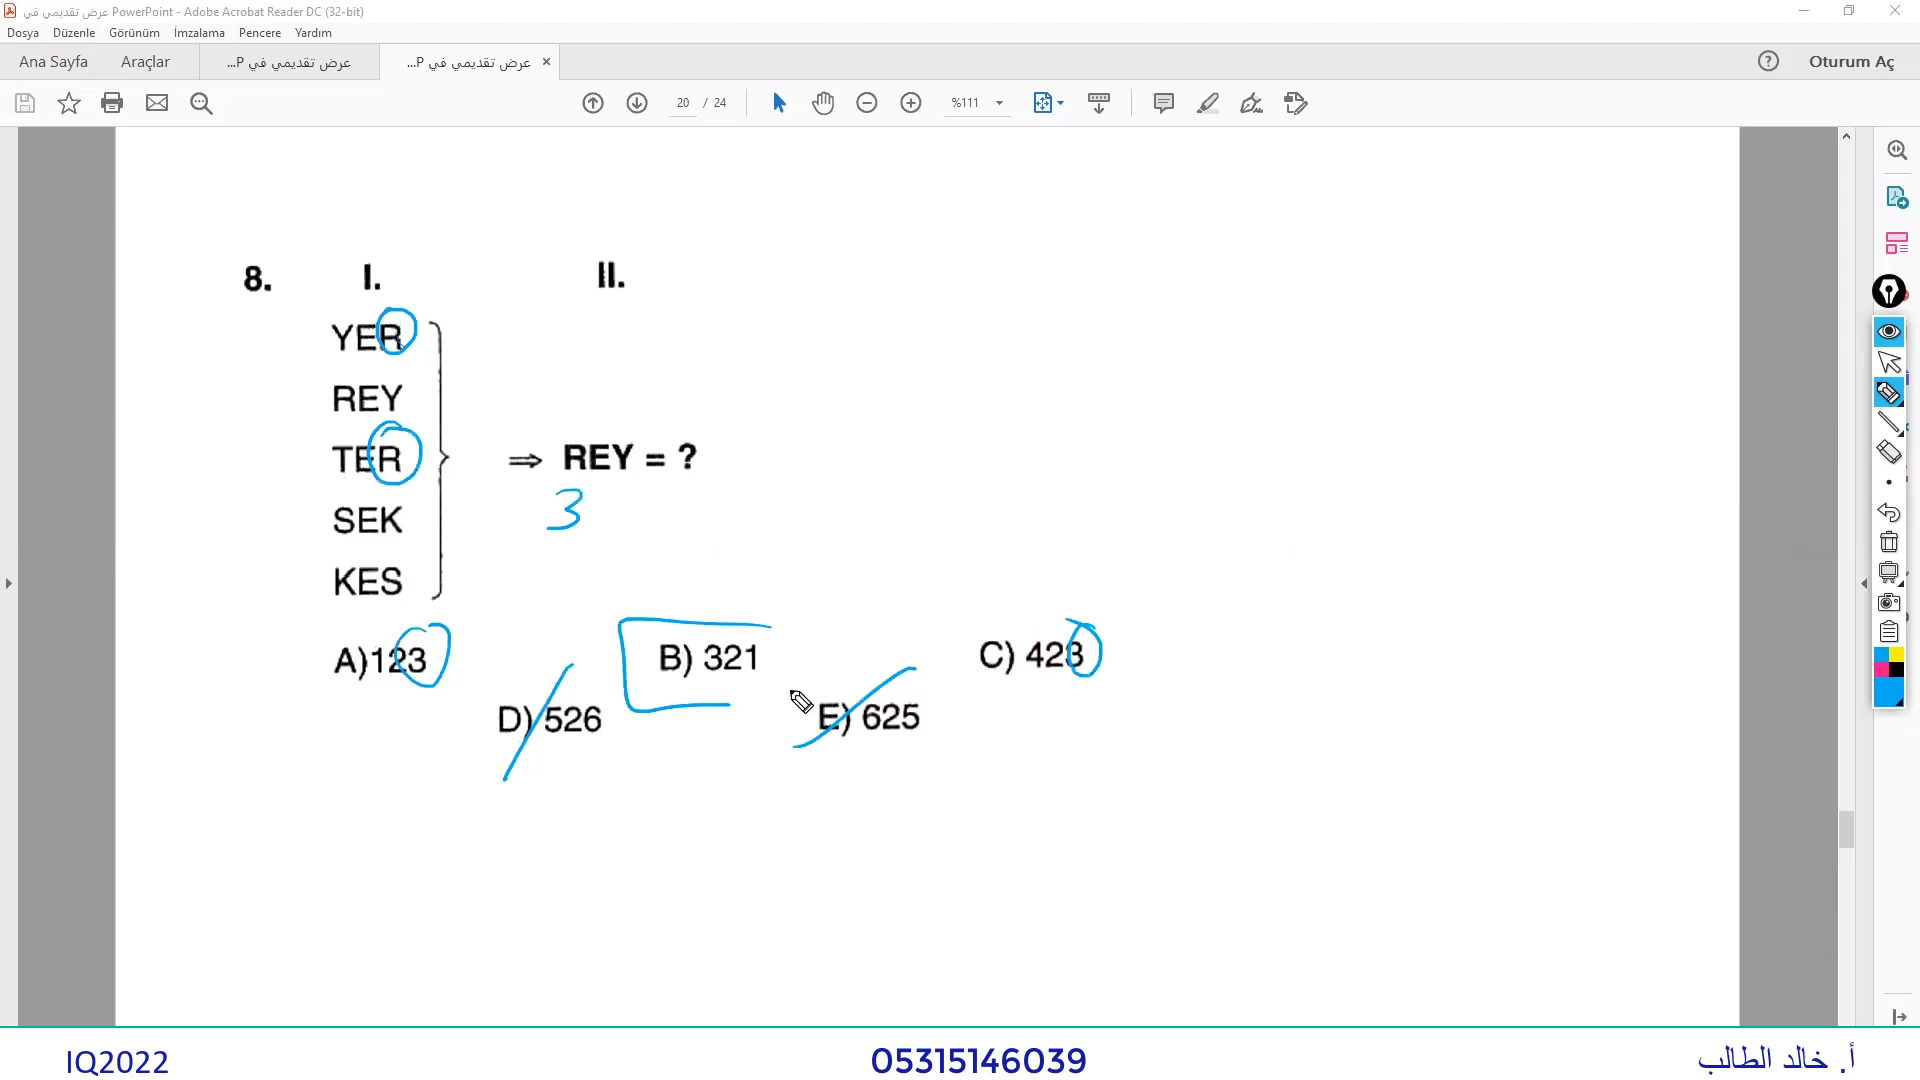 عرض تقديمي في PowerPoint - Adobe Acrobat Reader DC (32-bit)
Dosya Düzenle Görünüm İmzalama Pencere Yardım
Ana Sayfa Araçlar عرض تقديمي في P... عرض تقديمي في P... × Oturum Aç
20 / 24 %111
8. I. II.
YER
REY
TER
SEK
KES
⇒ REY = ?
3
A)123 B) 321 C) 423
D) 526 E) 625
IQ2022 05315146039 أ. خالد الطالب